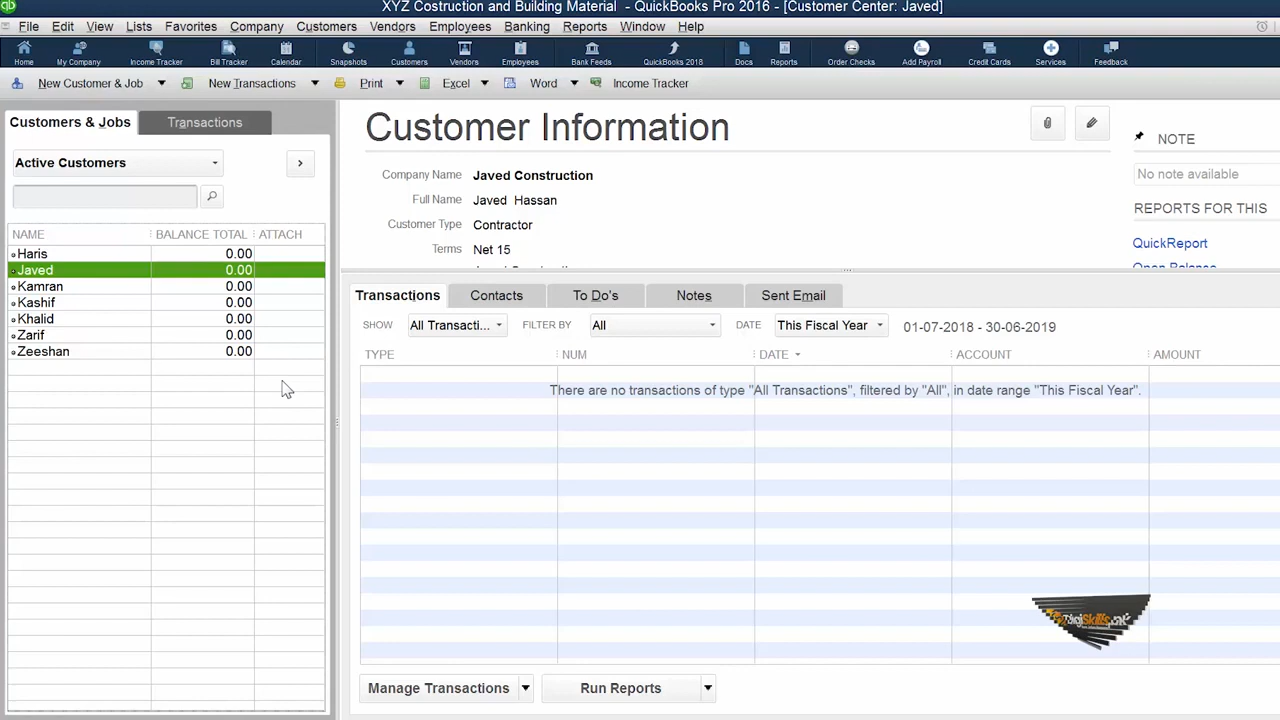 XYZ Costruction and Building Material - QuickBooks Pro 2016 - [Customer Center: Javed]
File Edit View Lists Favorites Company Customers Vendors Employees Banking Reports Window Help
Home My Company Income Tracker Bill Tracker Calendar Snapshots Customers Vendors Employees Bank Feeds QuickBooks 2018 Docs Reports Order Checks Add Payroll Credit Cards Services Feedback
New Customer & Job New Transactions Print Excel Word Income Tracker
Customers & Jobs Transactions
Active Customers
NAME BALANCE TOTAL ATTACH
Haris 0.00
Javed 0.00
Kamran 0.00
Kashif 0.00
Khalid 0.00
Zarif 0.00
Zeeshan 0.00
Customer Information
Company Name Javed Construction
Full Name Javed Hassan
Customer Type Contractor
Terms Net 15
NOTE
No note available
REPORTS FOR THIS
QuickReport
Open Balance
Transactions Contacts To Do's Notes Sent Email
SHOW All Transacti... FILTER BY All DATE This Fiscal Year 01-07-2018 - 30-06-2019
TYPE NUM DATE ACCOUNT AMOUNT
There are no transactions of type "All Transactions", filtered by "All", in date range "This Fiscal Year".
Manage Transactions Run Reports